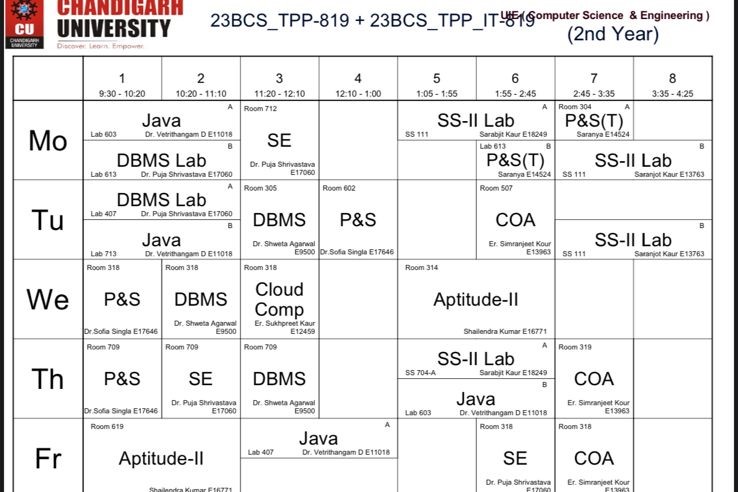 CHANDIGARH
UNIVERSITY
Discover. Learn. Empower.
CU
CHANDIGARH
UNIVERSITY
23BCS_TPP-819 + 23BCS_TPP_IT-819
UIE ( Computer Science & Engineering )
(2nd Year)
1 2 3 4 5 6 7 8
9:30 - 10:20 10:20 - 11:10 11:20 - 12:10 12:10 - 1:00 1:05 - 1:55 1:55 - 2:45 2:45 - 3:35 3:35 - 4:25
Mo
A
Java
Lab 603 Dr. Vetrithangam D E11018
B
DBMS Lab
Lab 613 Dr. Puja Shrivastava E17060
Room 712
SE
Dr. Puja Shrivastava
E17060
A
SS-II Lab
SS 111 Sarabjit Kaur E18249
Lab 613 B
P&S(T)
Saranya E14524
Room 304 A
P&S(T)
Saranya E14524
B
SS-II Lab
SS 111 Saranjot Kaur E13763
Tu
A
DBMS Lab
Lab 407 Dr. Puja Shrivastava E17060
B
Java
Lab 713 Dr. Vetrithangam D E11018
Room 305
DBMS
Dr. Shweta Agarwal
E9500
Room 602
P&S
Dr.Sofia Singla E17646
Room 507
COA
Er. Simranjeet Kour
E13963
B
SS-II Lab
SS 111 Saranjot Kaur E13763
We
Room 318
P&S
Dr.Sofia Singla E17646
Room 318
DBMS
Dr. Shweta Agarwal
E9500
Room 318
Cloud
Comp
Er. Sukhpreet Kaur
E12459
Room 314
Aptitude-II
Shailendra Kumar E16771
Th
Room 709
P&S
Dr.Sofia Singla E17646
Room 709
SE
Dr. Puja Shrivastava
E17060
Room 709
DBMS
Dr. Shweta Agarwal
E9500
A
SS-II Lab
SS 704-A Sarabjit Kaur E18249
B
Java
Lab 603 Dr. Vetrithangam D E11018
Room 319
COA
Er. Simranjeet Kour
E13963
Fr
Room 619
Aptitude-II
Shailendra Kumar E16771
A
Java
Lab 407 Dr. Vetrithangam D E11018
Room 318
SE
Dr. Puja Shrivastava
E17060
Room 318
COA
Er. Simranjeet Kour
E13963